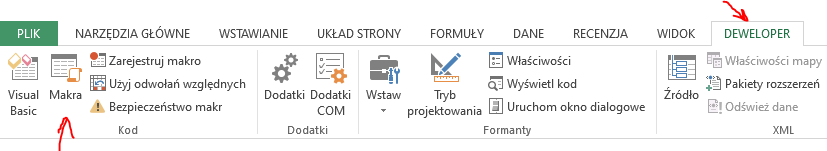 PLIK NARZĘDZIA GŁÓWNE WSTAWIANIE UKŁAD STRONY FORMUŁY DANE RECENZJA WIDOK DEWELOPER
Visual Basic
Makra
Zarejestruj makro
Użyj odwołań względnych
Bezpieczeństwo makr
Kod
Dodatki
Dodatki COM
Dodatki
Wstaw
Tryb projektowania
Właściwości
Wyświetl kod
Uruchom okno dialogowe
Formanty
Źródło
Właściwości mapy
Pakiety rozszerzeń
Odśwież dane
XML